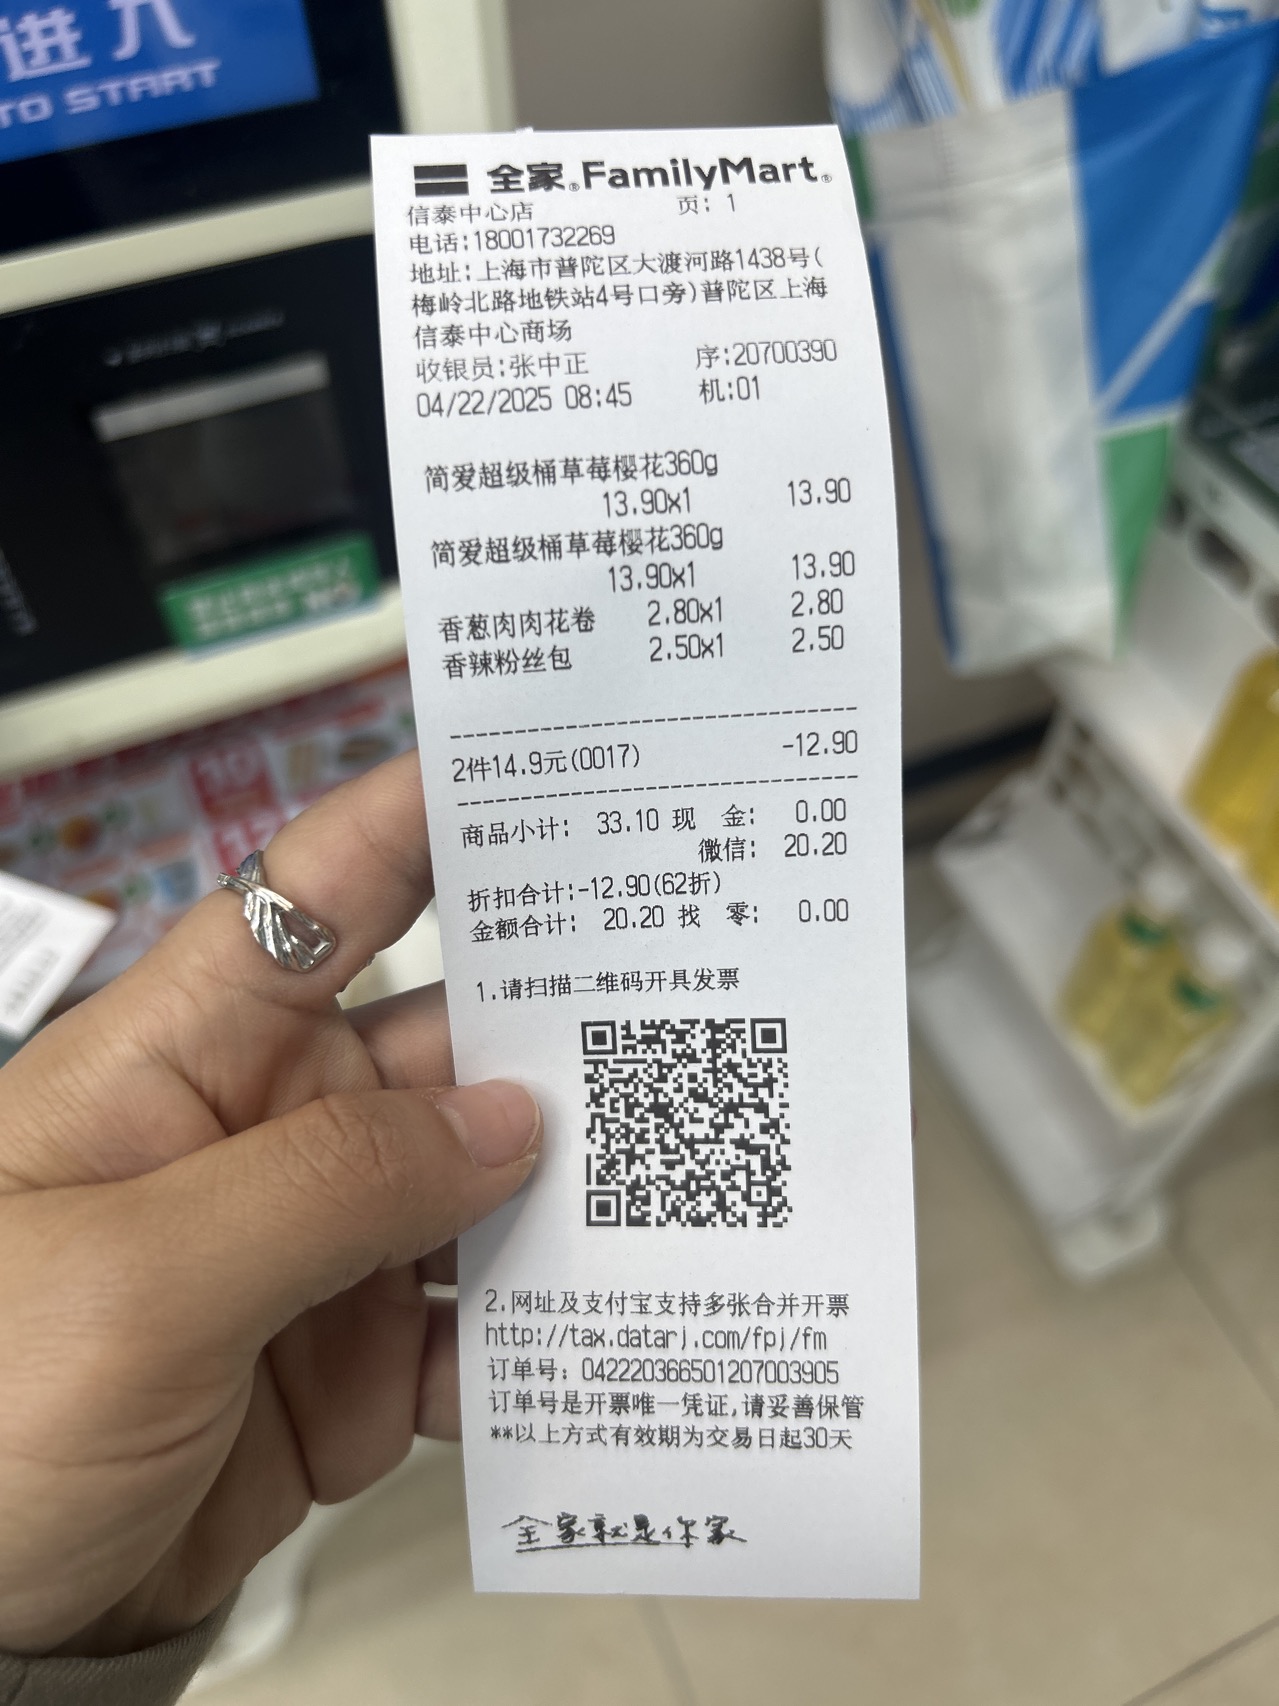 进入
TO START
全家®FamilyMart®
信泰中心店 页: 1
电话:18001732269
地址:上海市普陀区大渡河路1438号(
梅岭北路地铁站4号口旁)普陀区上海
信泰中心商场
收银员:张中正 序:20700390
04/22/2025 08:45 机:01
简爱超级桶草莓樱花360g
13.90x1 13.90
简爱超级桶草莓樱花360g
13.90x1 13.90
香葱肉肉花卷 2.80x1 2.80
香辣粉丝包 2.50x1 2.50
2件14.9元(0017) -12.90
商品小计: 33.10 现 金: 0.00
微信: 20.20
折扣合计:-12.90(62折)
金额合计: 20.20 找 零: 0.00
1.请扫描二维码开具发票
2.网址及支付宝支持多张合并开票
http://tax.datarj.com/fpj/fm
订单号: 042220366501207003905
订单号是开票唯一凭证,请妥善保管
**以上方式有效期为交易日起30天
全家就是你家